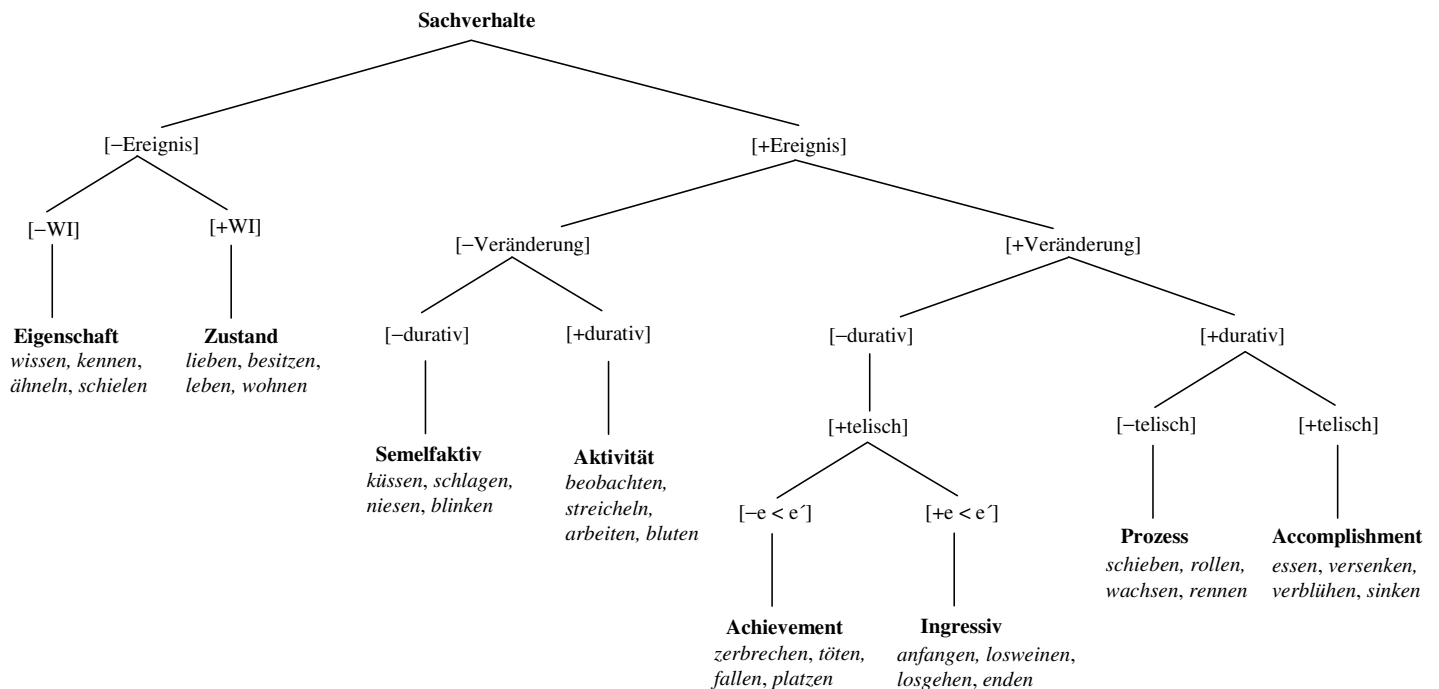 Sachverhalte
[−Ereignis]
[+Ereignis]
[−WI]
[+WI]
[−Veränderung]
[+Veränderung]
Eigenschaft
wissen, kennen,
ähneln, schielen
Zustand
lieben, besitzen,
leben, wohnen
[−durativ]
[+durativ]
[−durativ]
[+durativ]
Semelfaktiv
küssen, schlagen,
niesen, blinken
Aktivität
beobachten,
streicheln,
arbeiten, bluten
[+telisch]
[−telisch]
[+telisch]
[−e < e´]
[+e < e´]
Achievement
zerbrechen, töten,
fallen, platzen
Ingressiv
anfangen, losweinen,
losgehen, enden
Prozess
schieben, rollen,
wachsen, rennen
Accomplishment
essen, versenken,
verblühen, sinken